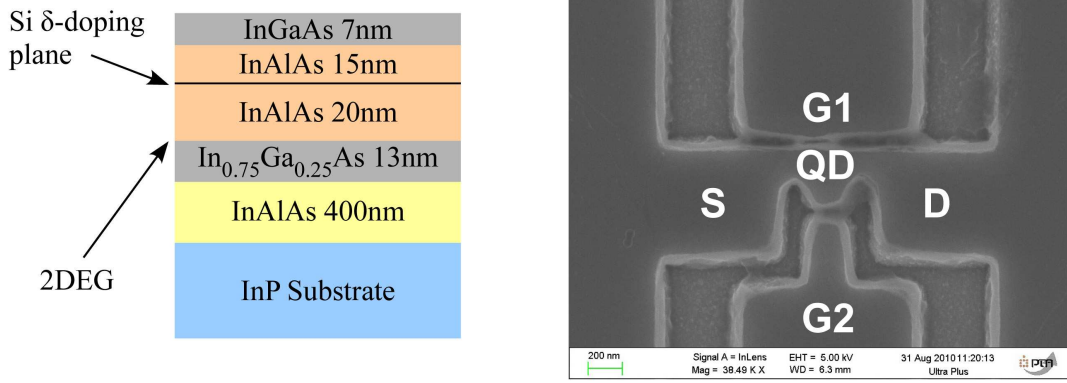 Si δ-doping
plane
InGaAs 7nm
InAlAs 15nm
InAlAs 20nm
In0.75Ga0.25As 13nm
InAlAs 400nm
2DEG
InP Substrate
G1
QD
S
D
G2
200 nm
Signal A = InLens
EHT = 5.00 kV
31 Aug 2010 11:20:13
Mag = 38.49 K X
WD = 6.3 mm
Ultra Plus
PTA